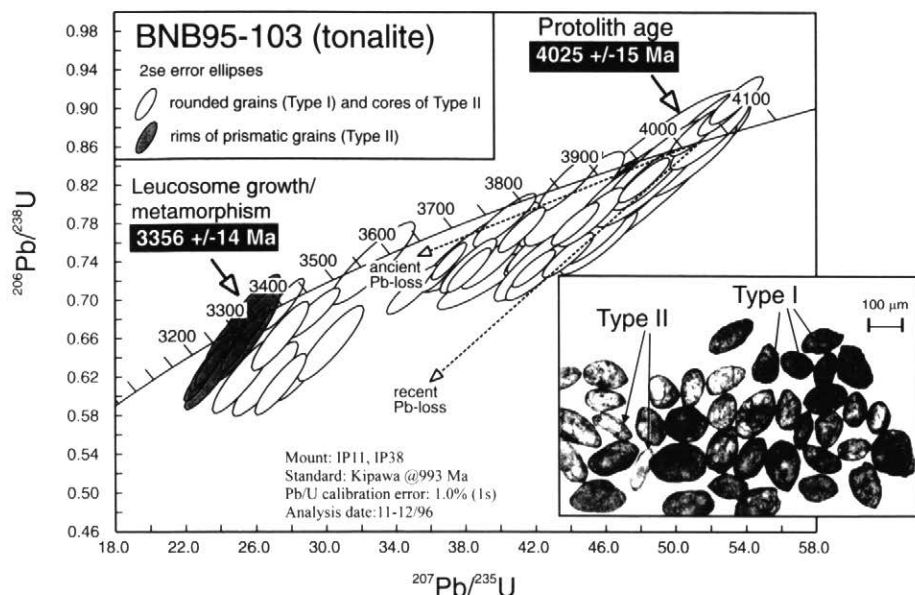 BNB95-103 (tonalite)
2se error ellipses
rounded grains (Type I) and cores of Type II
rims of prismatic grains (Type II)
Protolith age
4025 +/-15 Ma
Leucosome growth/
metamorphism
3356 +/-14 Ma
3200
3300
3400
3500
3600
3700
3800
3900
4000
4100
ancient
Pb-loss
recent
Pb-loss
Type I
Type II
100 µm
Mount: IP11, IP38
Standard: Kipawa @993 Ma
Pb/U calibration error: 1.0% (1s)
Analysis date:11-12/96
0.98
0.94
0.90
0.86
0.82
0.78
0.74
0.70
0.66
0.62
0.58
0.54
0.50
0.46
²⁰⁶Pb/²³⁸U
18.0 22.0 26.0 30.0 34.0 38.0 42.0 46.0 50.0 54.0 58.0
²⁰⁷Pb/²³⁵U